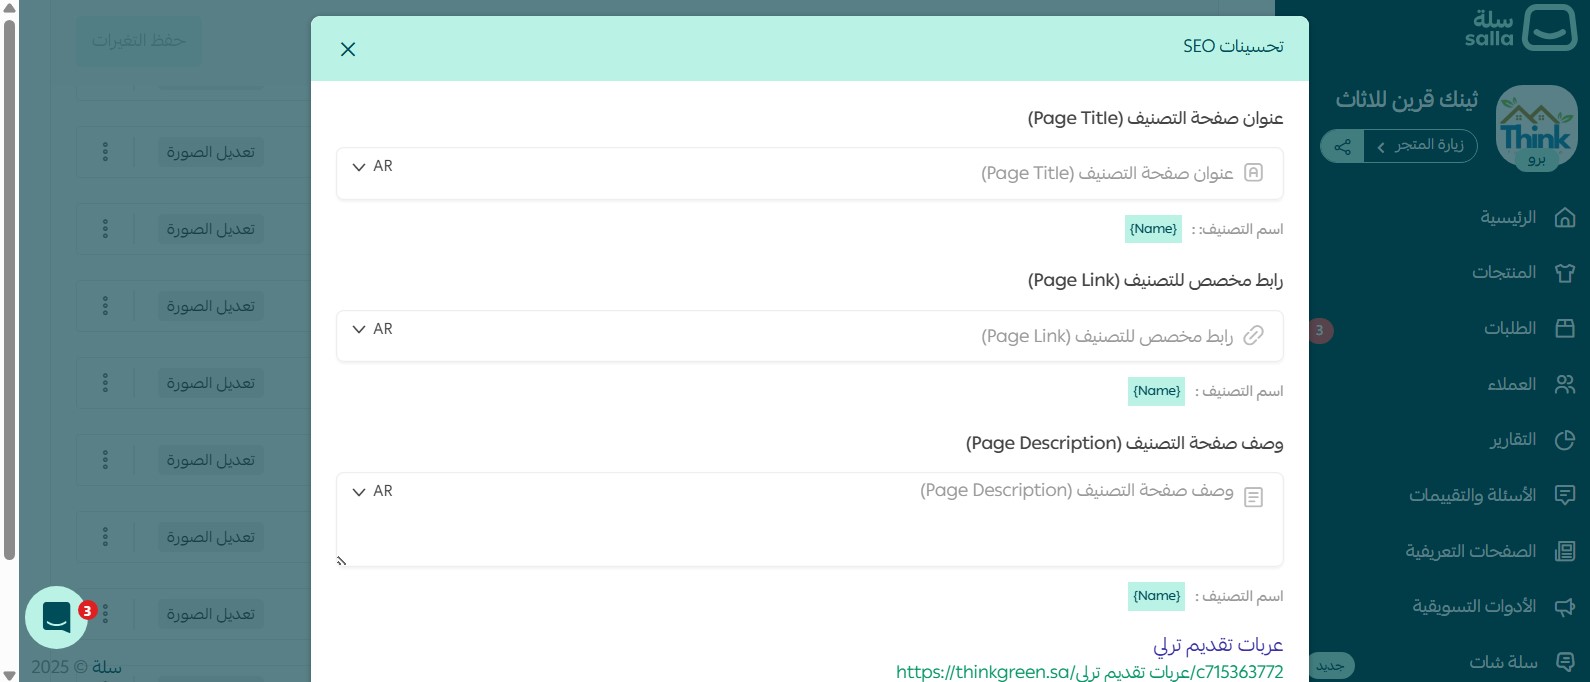 سلة
salla
ثينك قرين للاثاث
Think
برو
زيارة المتجر
الرئيسية
المنتجات
الطلبات
3
العملاء
التقارير
الأسئلة والتقييمات
الصفحات التعريفية
الأدوات التسويقية
سلة شات
جديد
تحسينات SEO
عنوان صفحة التصنيف (Page Title)
عنوان صفحة التصنيف (Page Title)
AR
اسم التصنيف: : {Name}
رابط مخصص للتصنيف (Page Link)
رابط مخصص للتصنيف (Page Link)
AR
اسم التصنيف : {Name}
وصف صفحة التصنيف (Page Description)
وصف صفحة التصنيف (Page Description)
AR
اسم التصنيف : {Name}
عربات تقديم ترلي
https://thinkgreen.sa/عربات تقديم ترلي/c715363772
حفظ التغيرات
تعديل الصورة
تعديل الصورة
تعديل الصورة
تعديل الصورة
تعديل الصورة
تعديل الصورة
تعديل الصورة
3
سلة © 2025